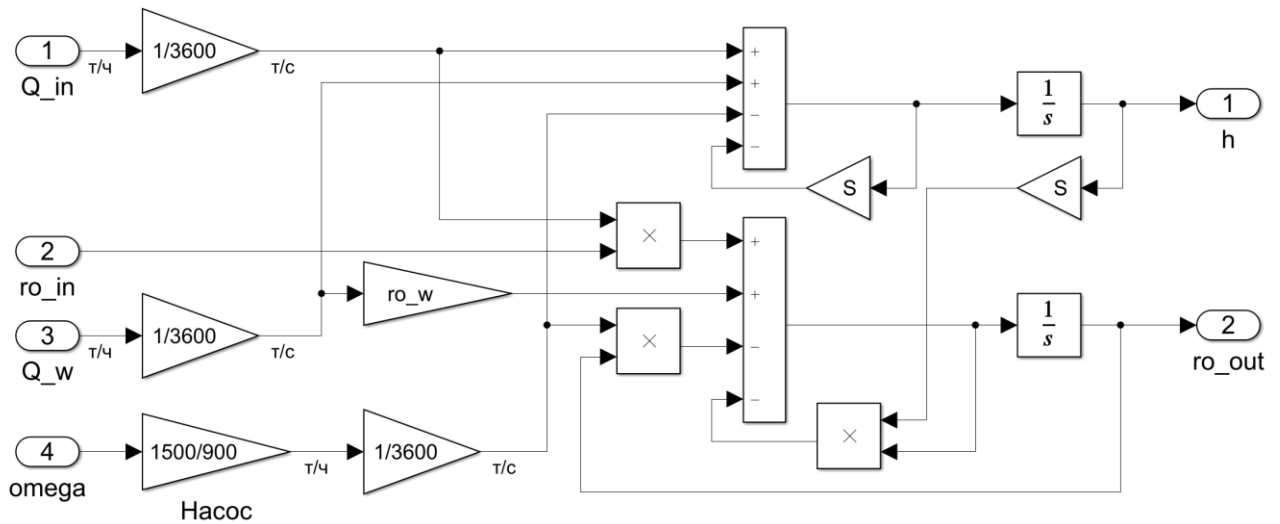 1
Q_in
т/ч
1/3600
т/с
+
+
−
−
1
s
1
h
S
S
2
ro_in
×
ro_w
+
+
−
−
3
Q_w
т/ч
1/3600
т/с
×
1
s
2
ro_out
×
4
omega
1500/900
т/ч
1/3600
т/с
Насос